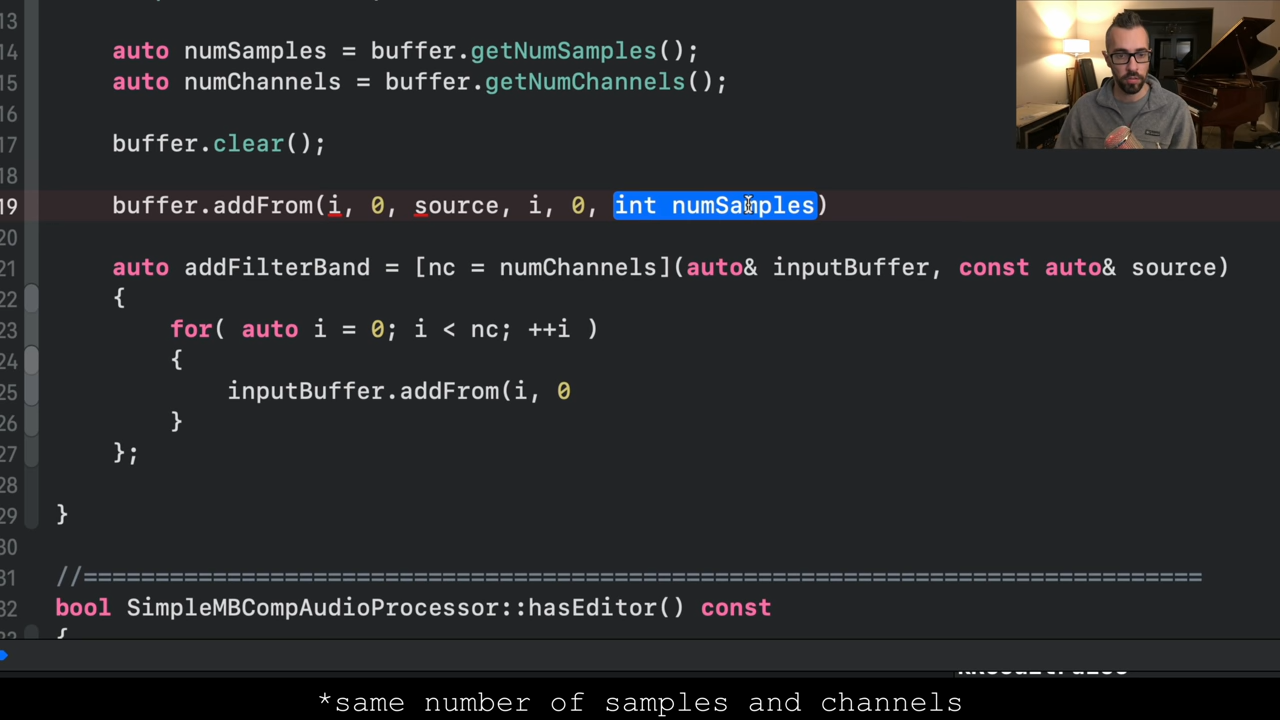 13
14 auto numSamples = buffer.getNumSamples();
15 auto numChannels = buffer.getNumChannels();
16
17 buffer.clear();
18
19 buffer.addFrom(i, 0, source, i, 0, int numSamples)
20
21 auto addFilterBand = [nc = numChannels](auto& inputBuffer, const auto& source)
22 {
23 for( auto i = 0; i < nc; ++i )
24 {
25 inputBuffer.addFrom(i, 0
26 }
27 };
28
29 }
30
31 //==============================================================================
32 bool SimpleMBCompAudioProcessor::hasEditor() const
{
*same number of samples and channels